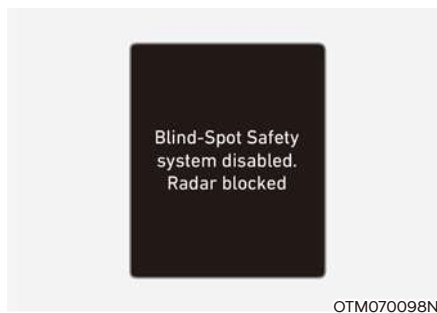 Blind-Spot Safety
system disabled.
Radar blocked
OTM070098N